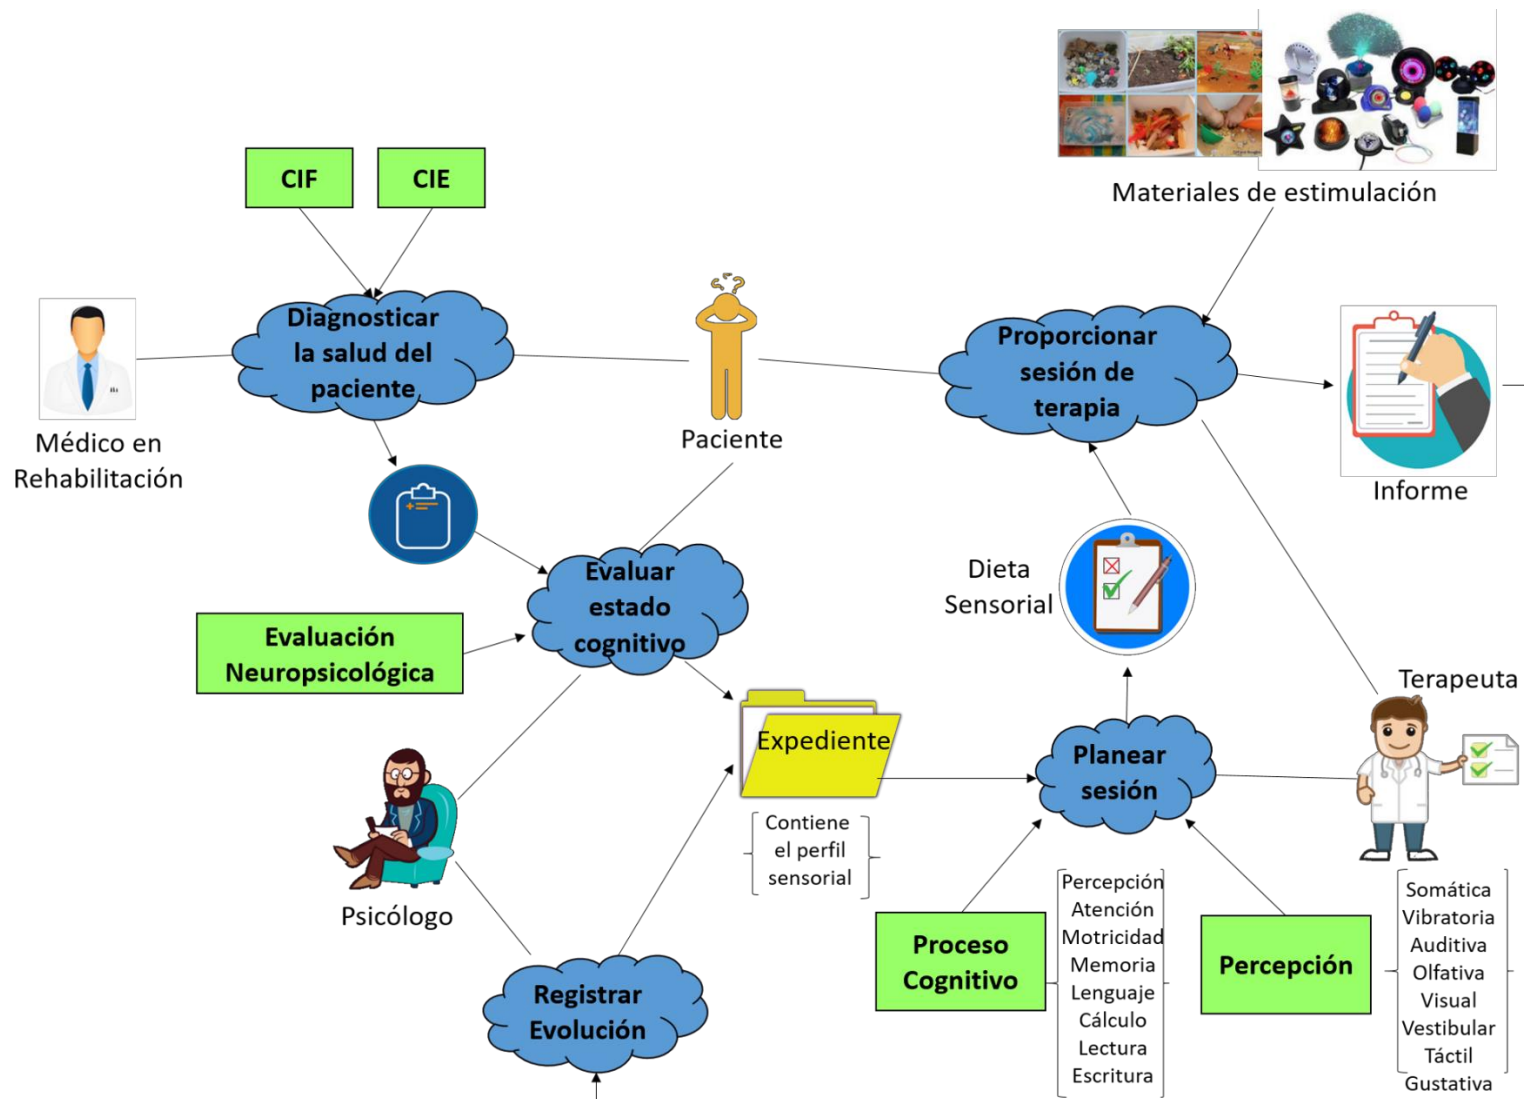 CIF
CIE
Materiales de estimulación
Diagnosticar
la salud del
paciente
Proporcionar
sesión de
terapia
Médico en
Rehabilitación
Paciente
Informe
Evaluar
estado
cognitivo
Dieta
Sensorial
Evaluación
Neuropsicológica
Terapeuta
Expediente
Planear
sesión
Contiene
el perfil
sensorial
Psicólogo
Proceso
Cognitivo
Percepción
Atención
Motricidad
Memoria
Lenguaje
Cálculo
Lectura
Escritura
Percepción
Somática
Vibratoria
Auditiva
Olfativa
Visual
Vestibular
Táctil
Gustativa
Registrar
Evolución